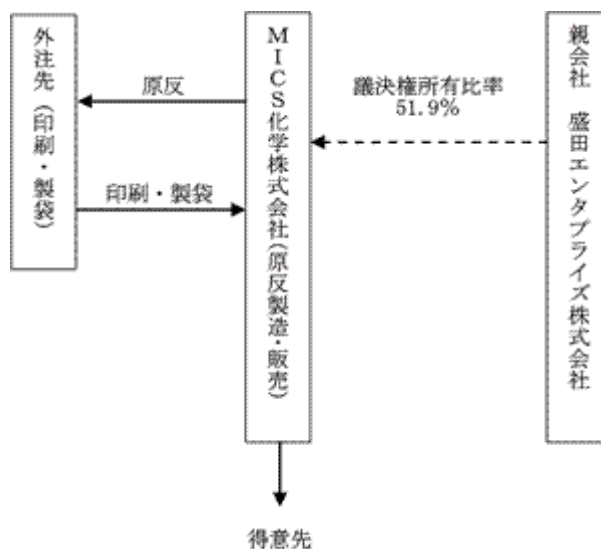 外注先（印刷・製袋）
原反
印刷・製袋
MICS化学株式会社（原反製造・販売）
議決権所有比率
51.9%
親会社　盛田エンタプライズ株式会社
得意先